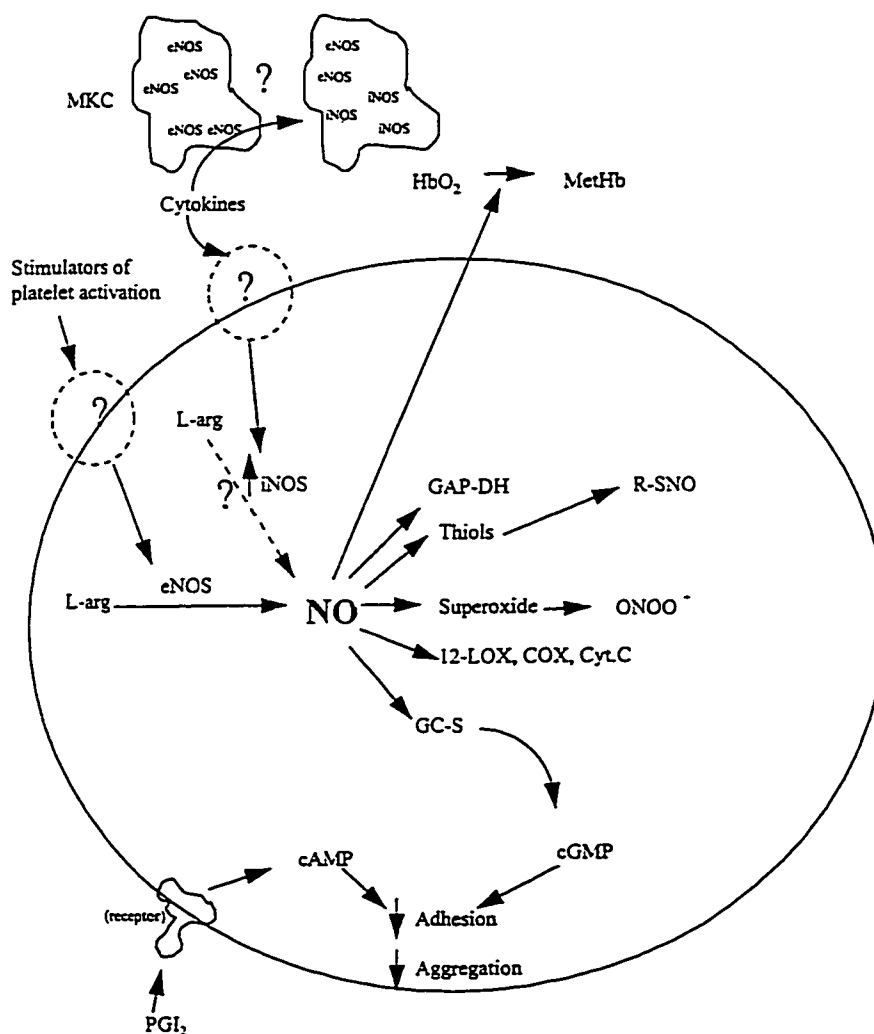 eNOS
eNOS
eNOS
eNOS eNOS
MKC
?
eNOS
eNOS
iNOS
iNOS
iNOS
HbO₂
MetHb
Cytokines
Stimulators of
platelet activation
?
?
L-arg
?
iNOS
GAP-DH
R-SNO
Thiols
eNOS
L-arg
NO
Superoxide
ONOO⁻
12-LOX, COX, Cyt.C
GC-S
cAMP
cGMP
(receptor)
Adhesion
Aggregation
PGI₂